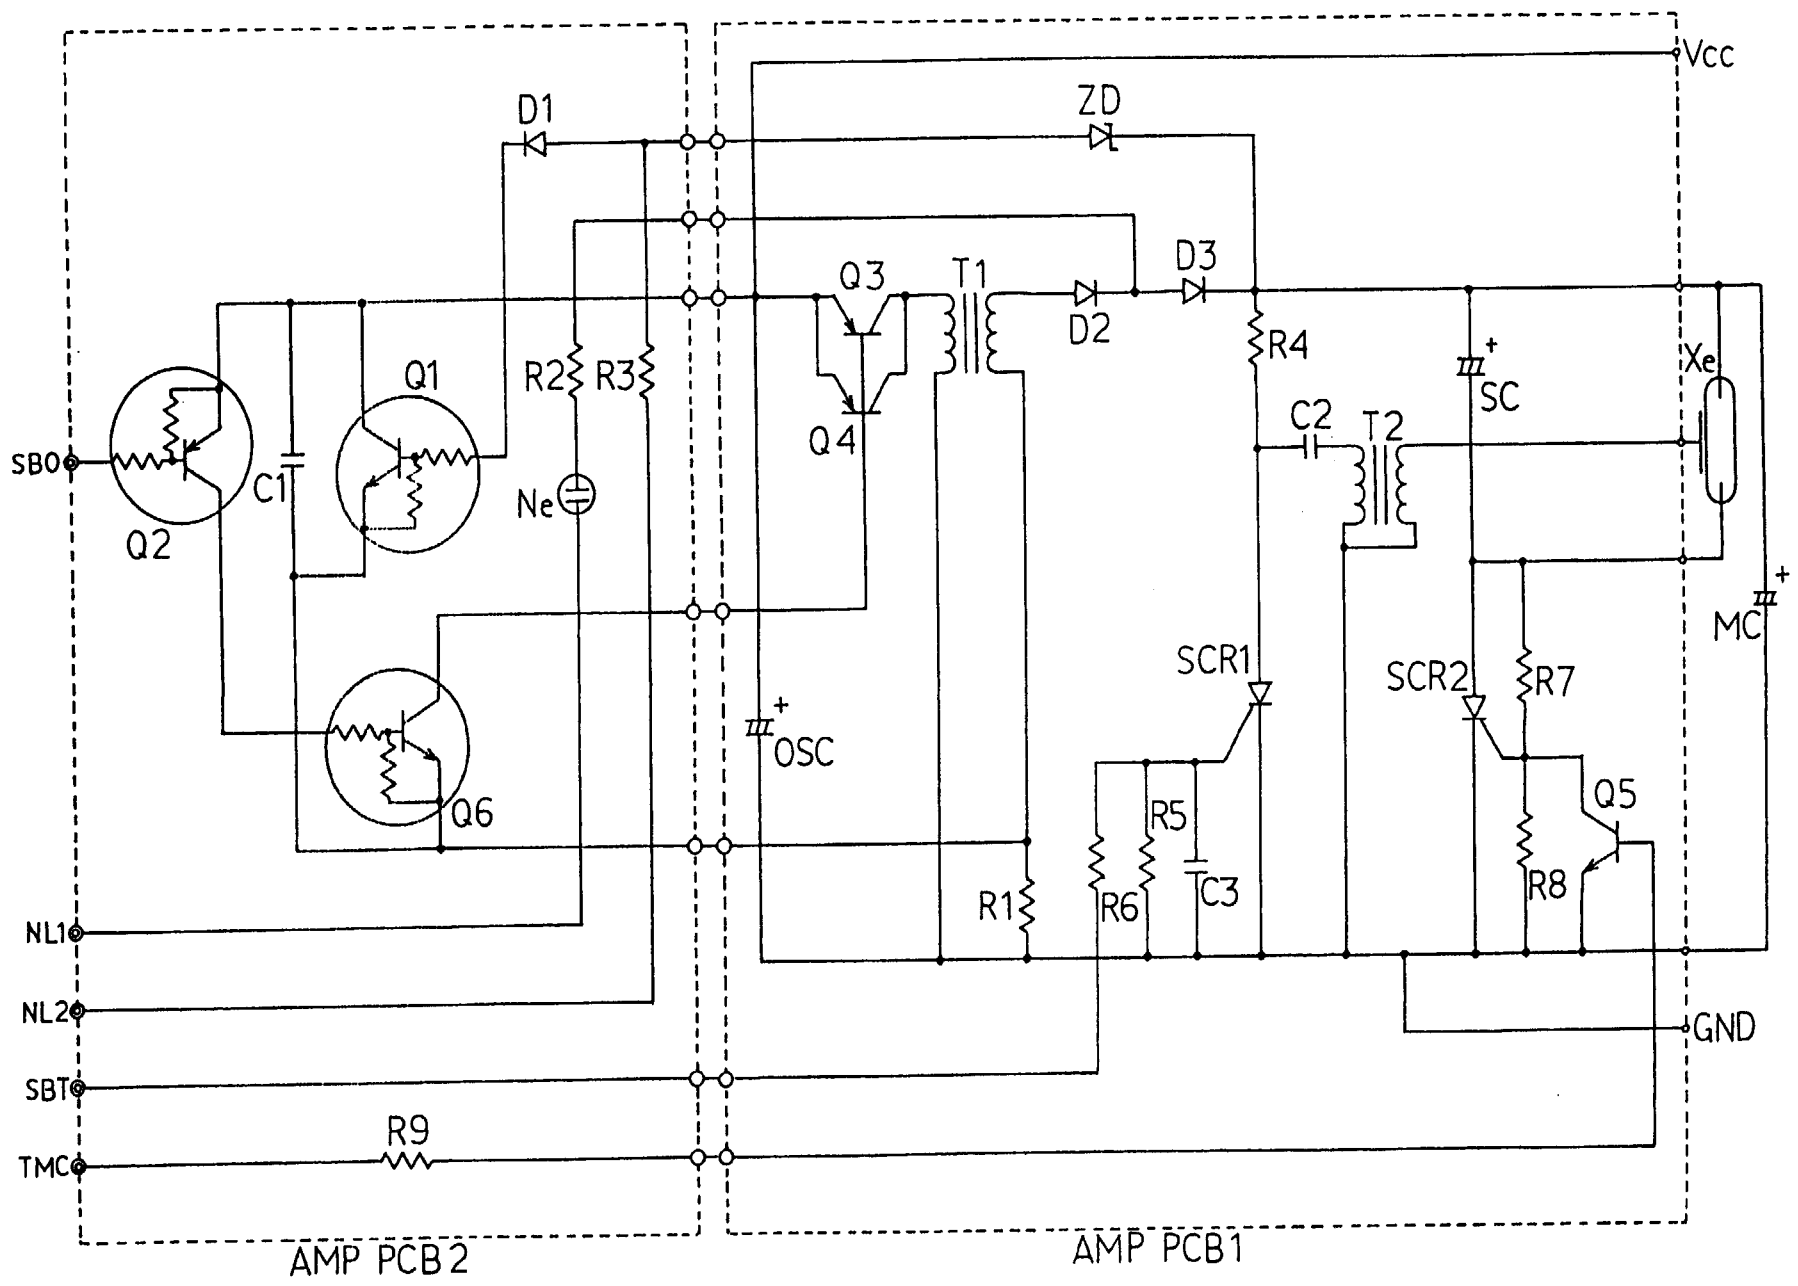 Vcc
D1
ZD
Q3
T1
D3
D2
Q1
R2
R3
R4
Xe
+
SC
SB0
Q4
C2
T2
C1
Q2
Ne
+
MC
SCR1
SCR2
R7
+
OSC
Q5
Q6
R5
R1
R6
C3
R8
NL1
NL2
GND
SBT
R9
TMC
AMP PCB2
AMP PCB1